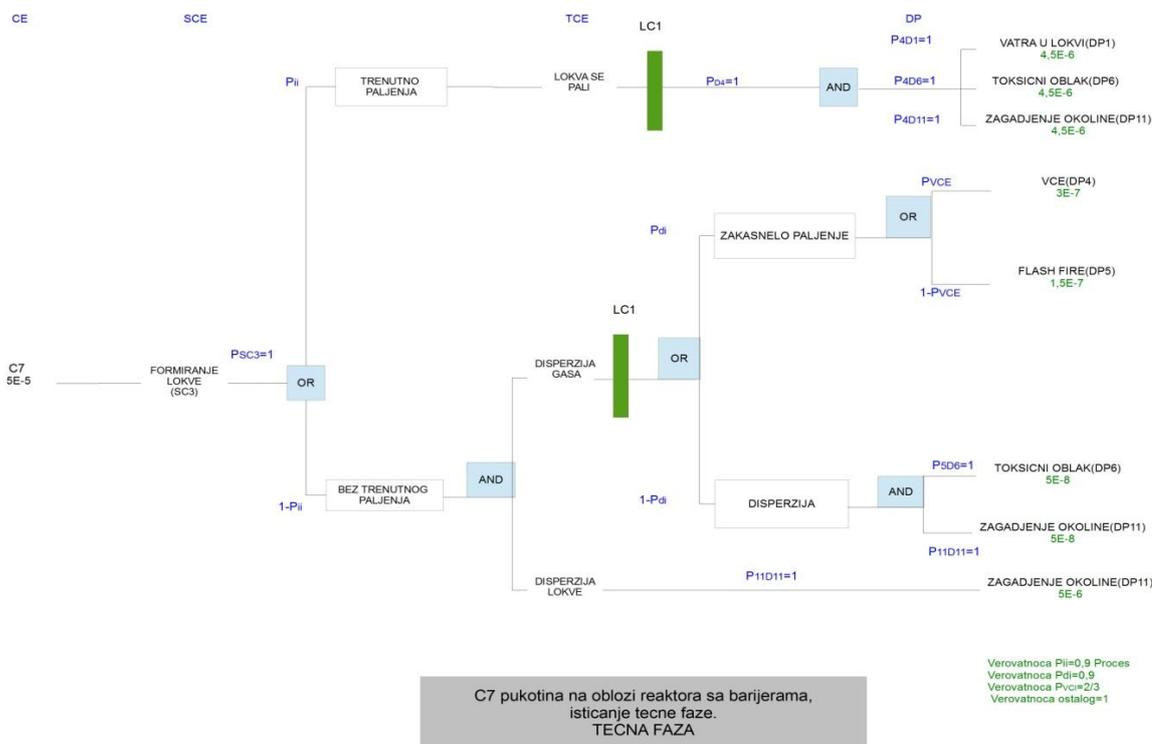 CE
SCE
TCE
DP
LC1
P4D1=1
VATRA U LOKVI(DP1)
4,5E-6
Pii
TRENUTNO
PALJENJA
LOKVA SE
PALI
PD4=1
AND
P4D6=1
TOKSICNI OBLAK(DP6)
4,5E-6
P4D11=1
ZAGADJENJE OKOLINE(DP11)
4,5E-6
PVCE
VCE(DP4)
3E-7
Pdi
ZAKASNELO PALJENJE
OR
FLASH FIRE(DP5)
1,5E-7
1-PVCE
LC1
C7
5E-5
FORMIRANJE
LOKVE
(SC3)
PSC3=1
OR
DISPERZIJA
GASA
OR
1-Pii
BEZ TRENUTNOG
PALJENJA
AND
1-Pdi
DISPERZIJA
AND
P5D6=1
TOKSICNI OBLAK(DP6)
5E-8
ZAGADJENJE OKOLINE(DP11)
5E-8
P11D11=1
DISPERZIJA
LOKVE
P11D11=1
ZAGADJENJE OKOLINE(DP11)
5E-6
Verovatnoca Pii=0,9 Proces
Verovatnoca Pdi=0,9
Verovatnoca PVCI=2/3
Verovatnoca ostalog=1
C7 pukotina na oblozi reaktora sa barijerama,
isticanje tecne faze.
TECNA FAZA